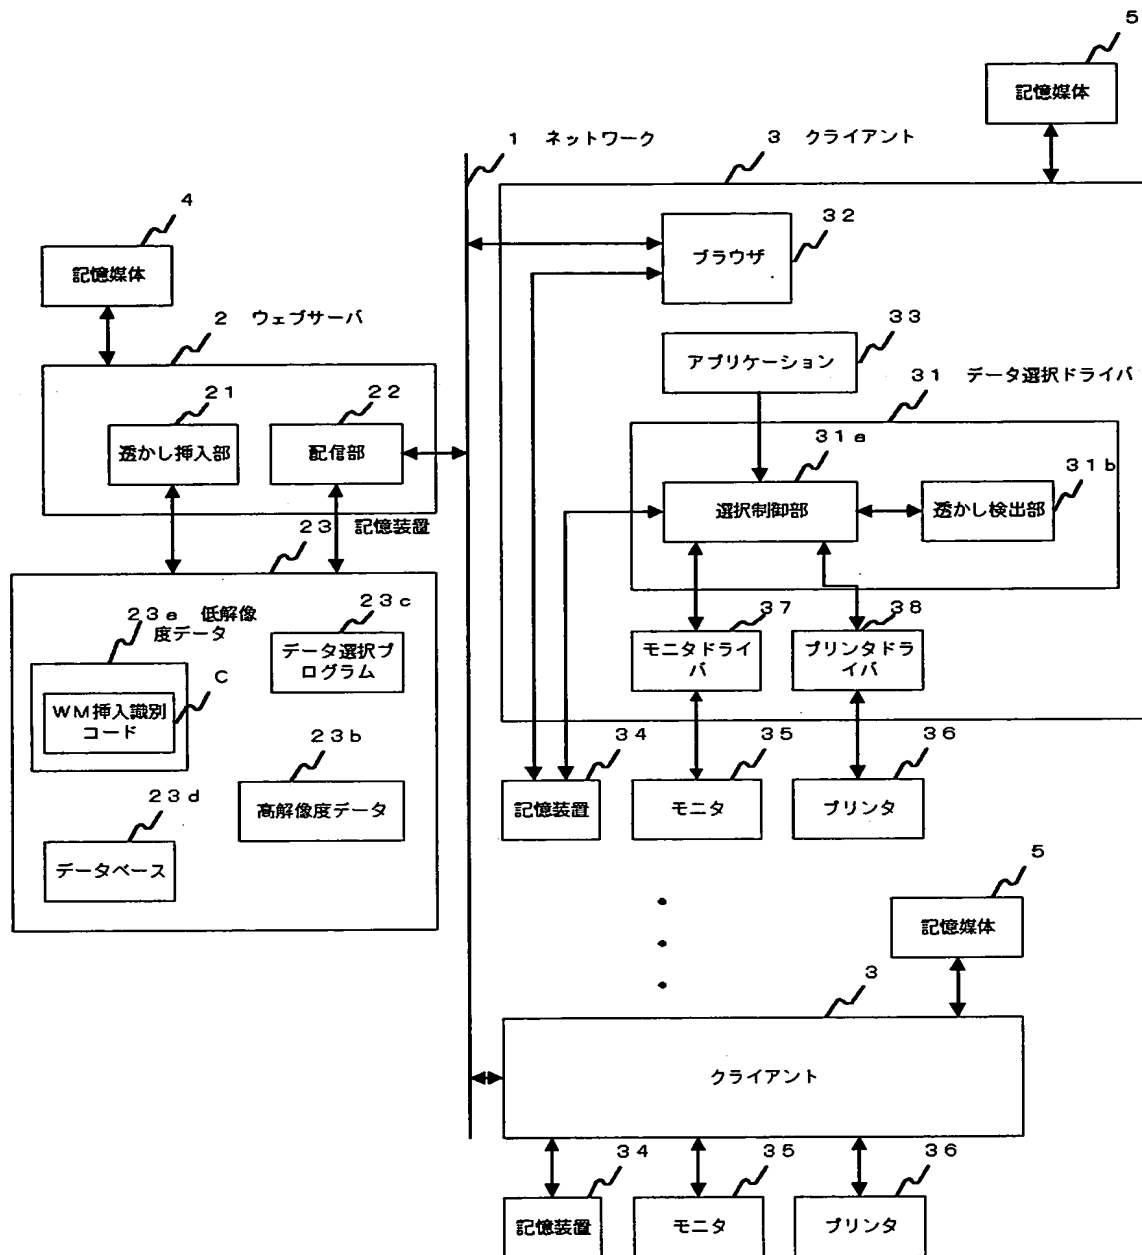 5
記憶媒体
1 ネットワーク
3 クライアント
4
記憶媒体
32
ブラウザ
2 ウェブサーバ
33
アプリケーション
31 データ選択ドライバ
21
透かし挿入部
22
配信部
31a
選択制御部
31b
透かし検出部
23 記憶装置
23a 低解像
度データ
23c
データ選択プ
ログラム
C
WM挿入識別
コード
37
モニタドライ
バ
38
プリンタドラ
イバ
23b
高解像度データ
34
記憶装置
35
モニタ
36
プリンタ
23d
データベース
5
記憶媒体
3
クライアント
34
記憶装置
35
モニタ
36
プリンタ